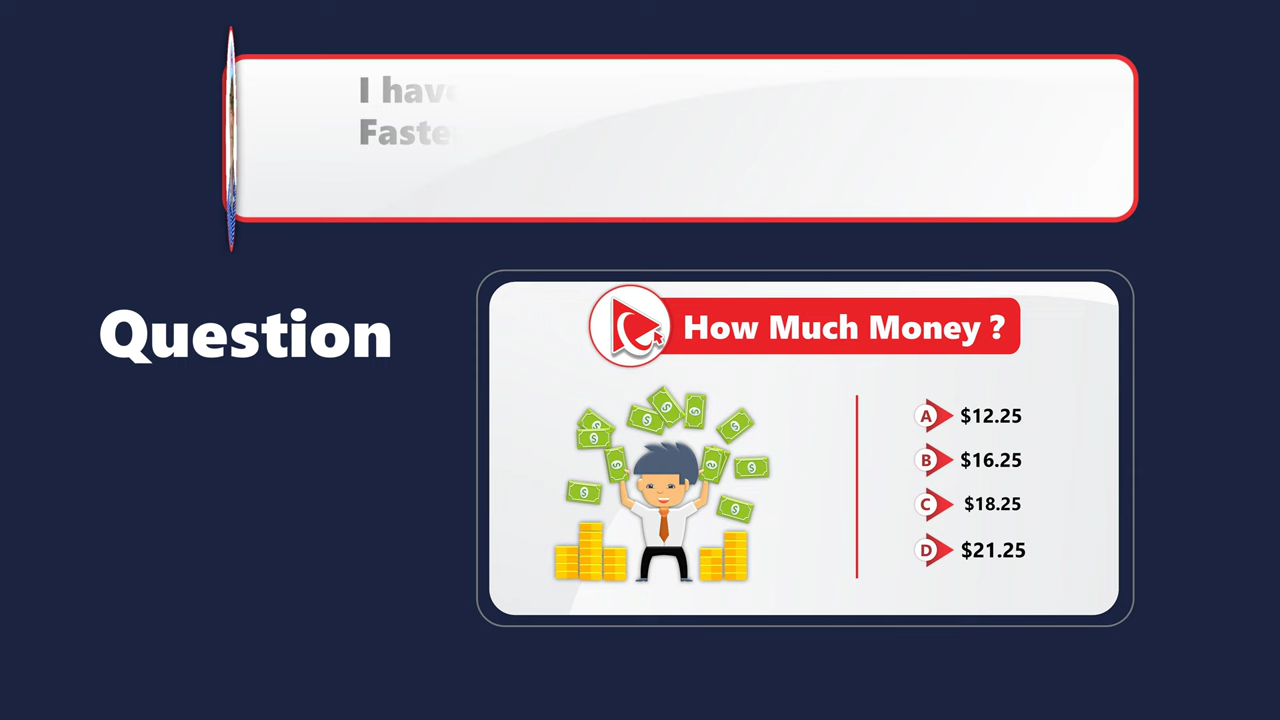 I have
Faste
Question
How Much Money ?
A $12.25
B $16.25
C $18.25
D $21.25